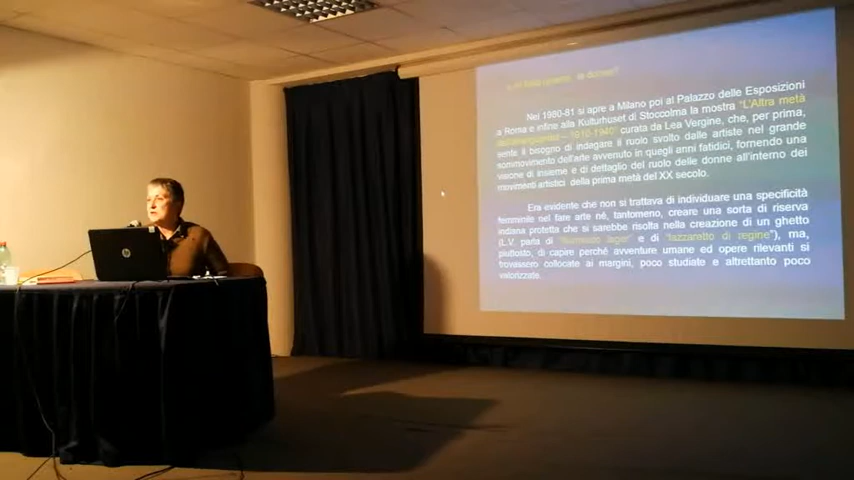 Nel 1980-81 si apre a Milano poi al Palazzo delle Esposizioni
a Roma e infine alla Kulturhuset di Stoccolma la mostra "L'Altra metà
dell'avanguardia – 1910-1940" curata da Lea Vergine, che, per prima,
sente il bisogno di indagare il ruolo svolto dalle artiste nel grande
sommovimento dell'arte avvenuto in quegli anni fatidici, fornendo una
visione di insieme e di dettaglio del ruolo delle donne all'interno dei
movimenti artistici della prima metà del XX secolo.
Era evidente che non si trattava di individuare una specificità
femminile nel fare arte né, tantomeno, creare una sorta di riserva
indiana protetta che si sarebbe risolta nella creazione di un ghetto
(L.V. parla di e di "lazzaretto di regine"), ma,
piuttosto, di capire perché avventure umane ed opere rilevanti si
trovassero collocate ai margini, poco studiate e altrettanto poco
valorizzate.